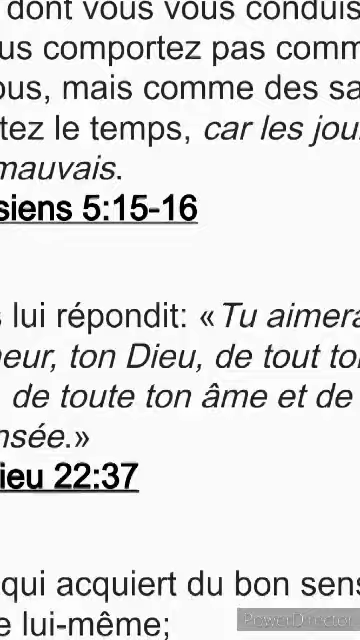 dont vous vous conduis
us comportez pas comm
ous, mais comme des sa
tez le temps, car les jou
mauvais.
siens 5:15-16
s lui répondit: «Tu aimera
neur, ton Dieu, de tout to
, de toute ton âme et de
nsée.»
ieu 22:37
qui acquiert du bon sens
e lui-même;
PowerDirector